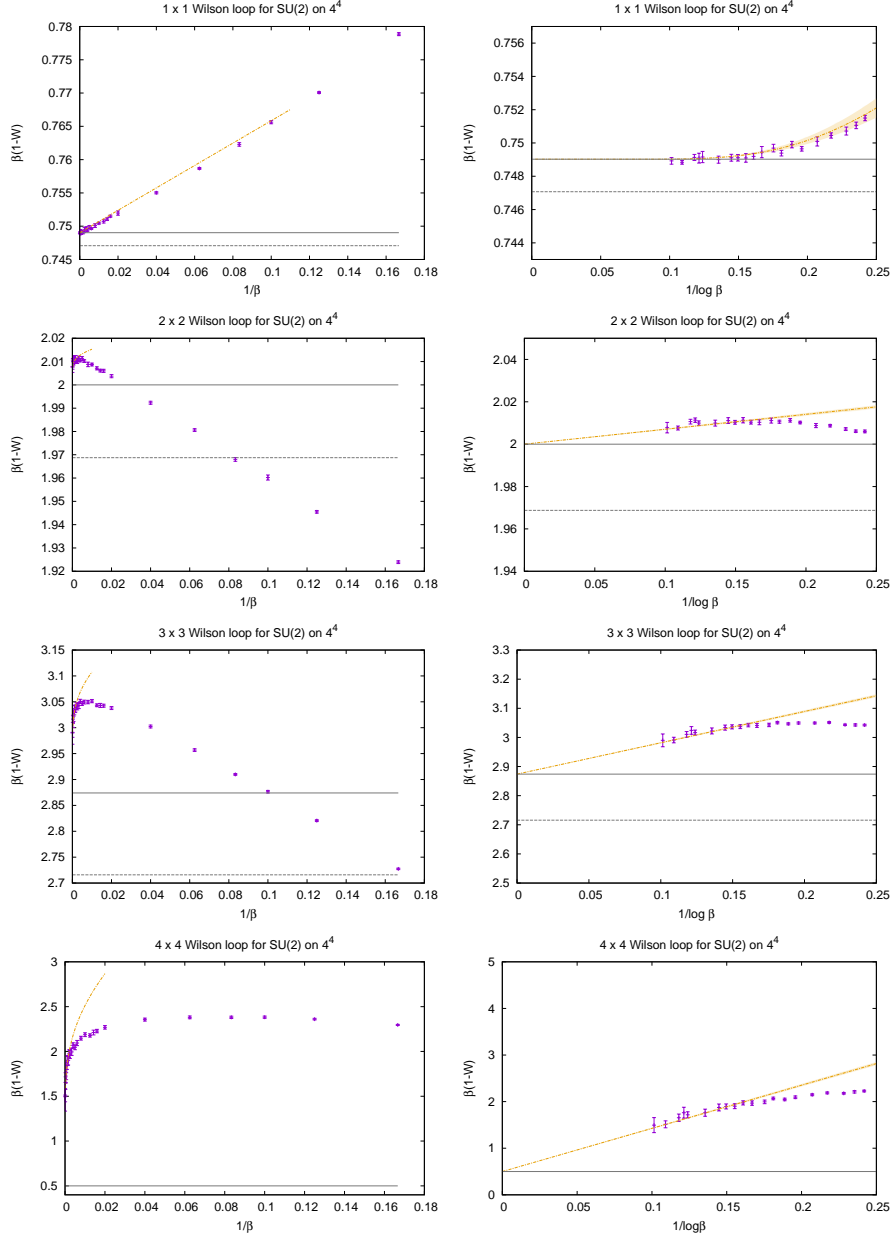 1 x 1 Wilson loop for SU(2) on 4^4
β(1-W)
0.78
0.775
0.77
0.765
0.76
0.755
0.75
0.745
0 0.02 0.04 0.06 0.08 0.1 0.12 0.14 0.16 0.18
1/β
1 x 1 Wilson loop for SU(2) on 4^4
β(1-W)
0.756
0.754
0.752
0.750
0.748
0.746
0.744
0 0.05 0.1 0.15 0.2 0.25
1/log β
2 x 2 Wilson loop for SU(2) on 4^4
β(1-W)
2.02
2.01
2
1.99
1.98
1.97
1.96
1.95
1.94
1.93
1.92
0 0.02 0.04 0.06 0.08 0.1 0.12 0.14 0.16 0.18
1/β
2 x 2 Wilson loop for SU(2) on 4^4
β(1-W)
2.04
2.02
2
1.98
1.96
1.94
0 0.05 0.1 0.15 0.2 0.25
1/log β
3 x 3 Wilson loop for SU(2) on 4^4
β(1-W)
3.15
3.1
3.05
3
2.95
2.9
2.85
2.8
2.75
2.7
0 0.02 0.04 0.06 0.08 0.1 0.12 0.14 0.16 0.18
1/β
3 x 3 Wilson loop for SU(2) on 4^4
β(1-W)
3.3
3.2
3.1
3
2.9
2.8
2.7
2.6
2.5
0 0.05 0.1 0.15 0.2 0.25
1/log β
4 x 4 Wilson loop for SU(2) on 4^4
β(1-W)
3
2.5
2
1.5
1
0.5
0 0.02 0.04 0.06 0.08 0.1 0.12 0.14 0.16 0.18
1/β
4 x 4 Wilson loop for SU(2) on 4^4
β(1-W)
5
4
3
2
1
0
0 0.05 0.1 0.15 0.2 0.25
1/logβ